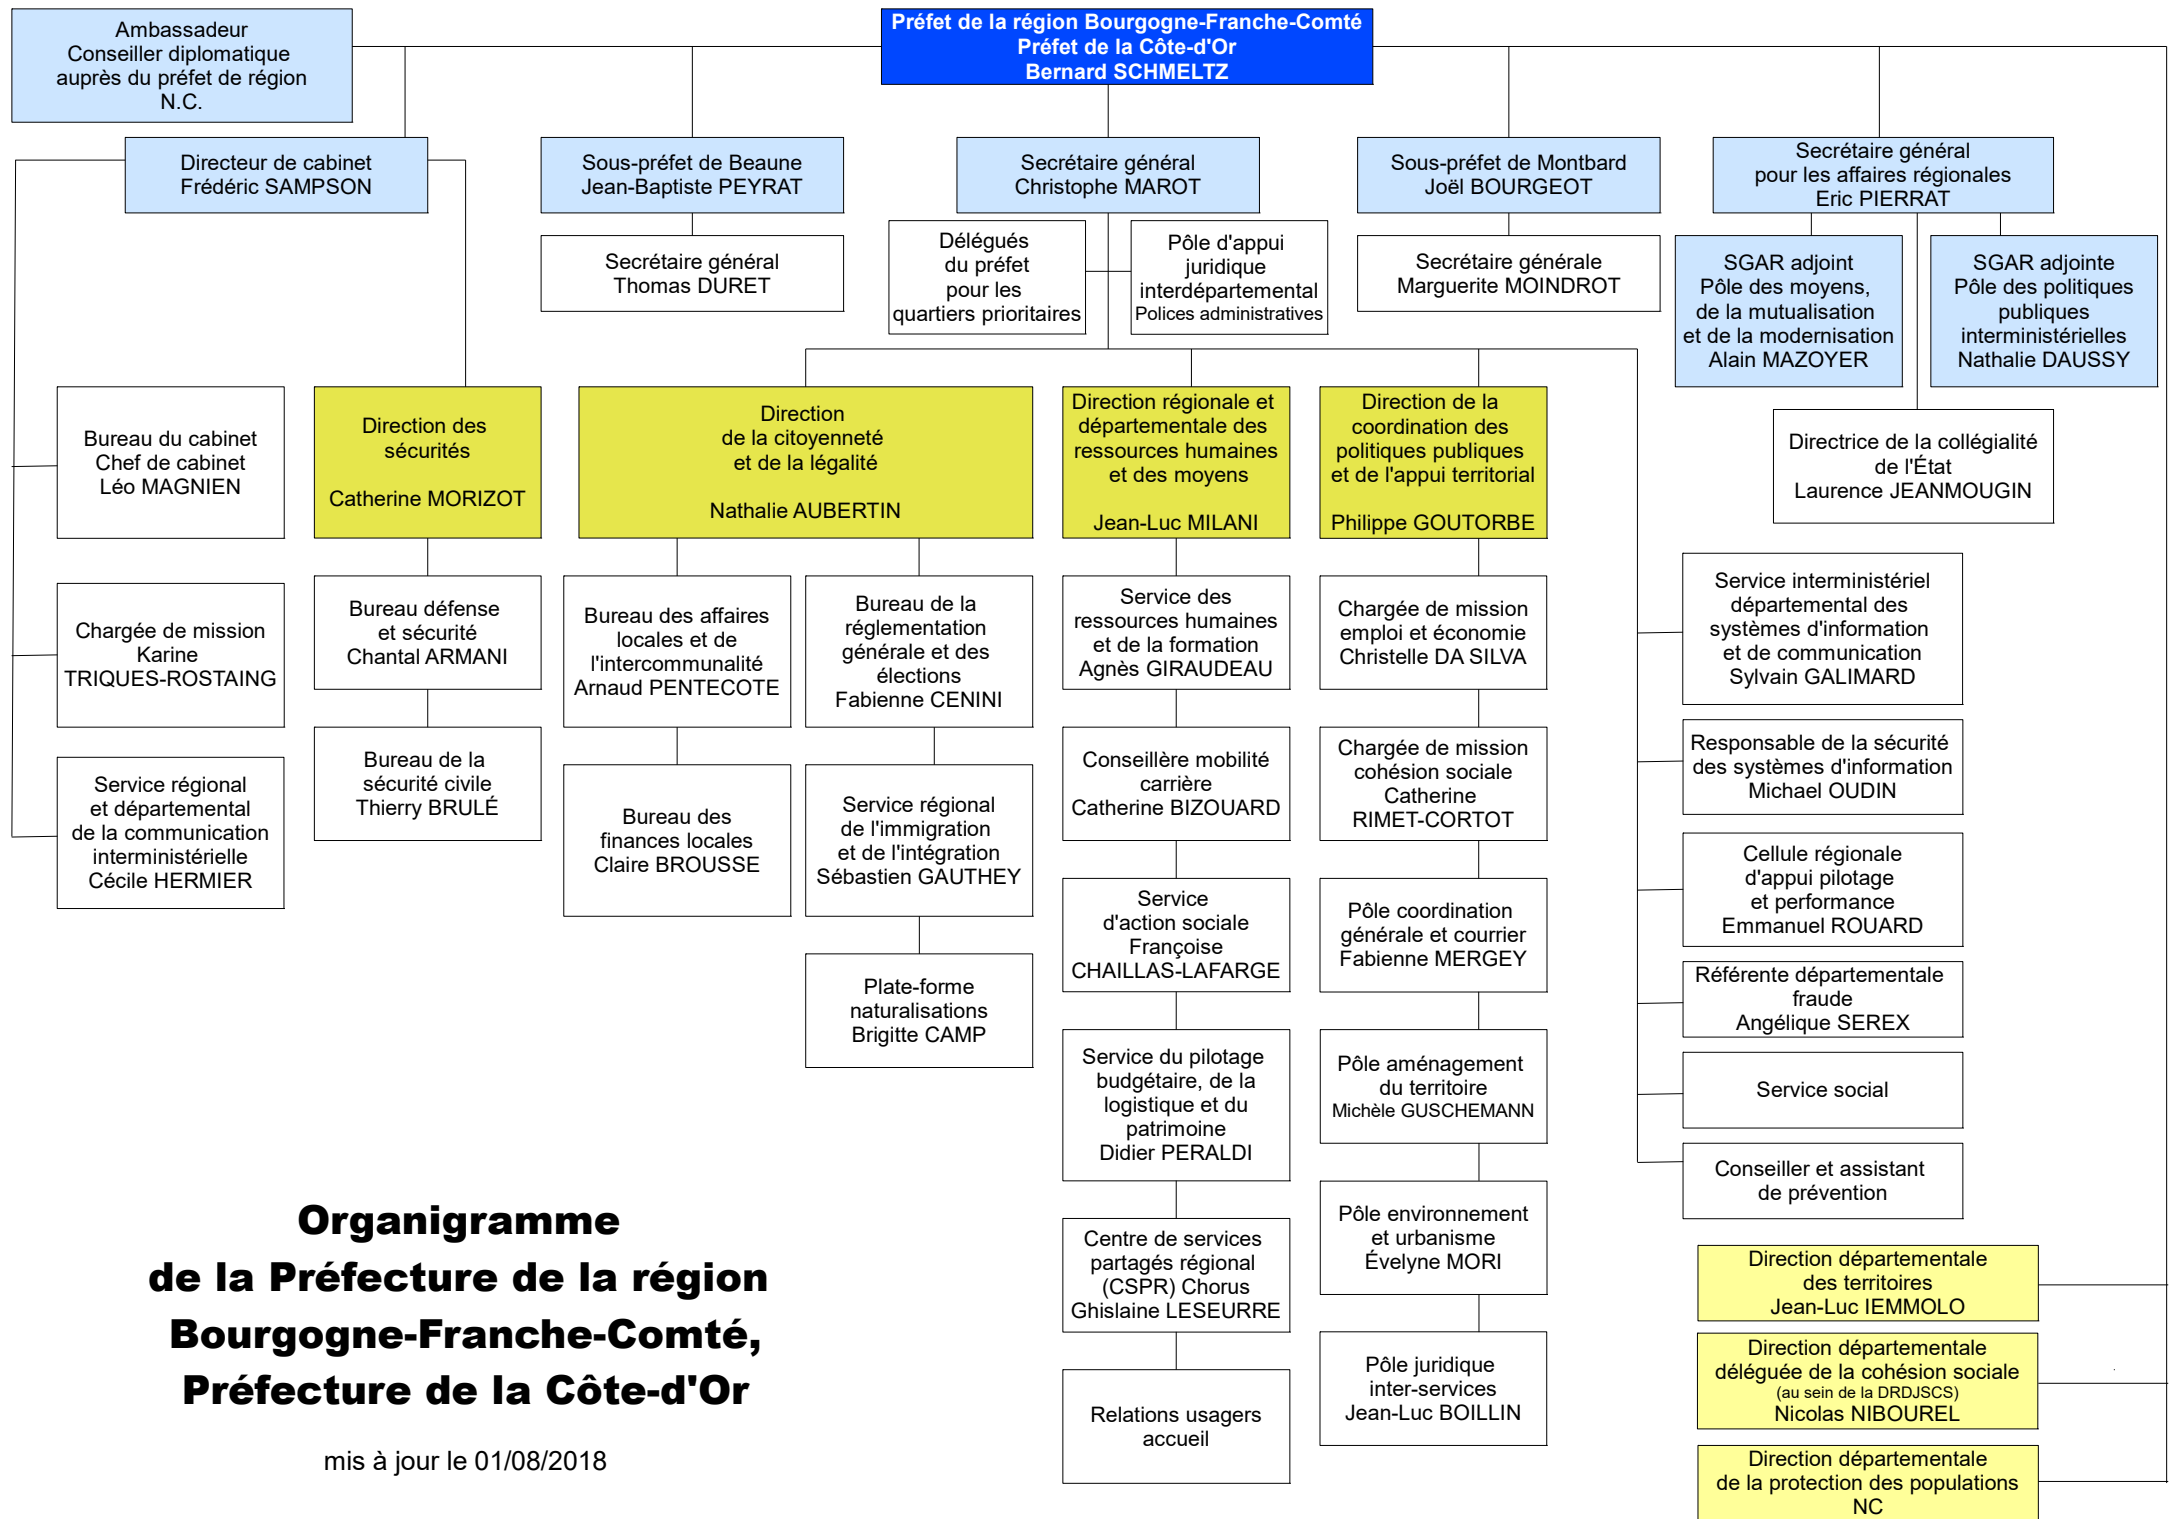 Ambassadeur
Conseiller diplomatique
auprès du préfet de région
N.C.
Préfet de la région Bourgogne-Franche-Comté
Préfet de la Côte-d'Or
Bernard SCHMELTZ
Directeur de cabinet
Frédéric SAMPSON
Sous-préfet de Beaune
Jean-Baptiste PEYRAT
Secrétaire général
Christophe MAROT
Sous-préfet de Montbard
Joël BOURGEOT
Secrétaire général
pour les affaires régionales
Eric PIERRAT
Secrétaire général
Thomas DURET
Délégués
du préfet
pour les
quartiers prioritaires
Pôle d'appui
juridique
interdépartemental
Polices administratives
Secrétaire générale
Marguerite MOINDROT
SGAR adjoint
Pôle des moyens,
de la mutualisation
et de la modernisation
Alain MAZOYER
SGAR adjointe
Pôle des politiques
publiques
interministérielles
Nathalie DAUSSY
Directrice de la collégialité
de l'État
Laurence JEANMOUGIN
Bureau du cabinet
Chef de cabinet
Léo MAGNIEN
Chargée de mission
Karine
TRIQUES-ROSTAING
Service régional
et départemental
de la communication
interministérielle
Cécile HERMIER
Direction des
sécurités
Catherine MORIZOT
Bureau défense
et sécurité
Chantal ARMANI
Bureau de la
sécurité civile
Thierry BRULÉ
Direction
de la citoyenneté
et de la légalité
Nathalie AUBERTIN
Bureau des affaires
locales et de
l'intercommunalité
Arnaud PENTECOTE
Bureau des
finances locales
Claire BROUSSE
Bureau de la
réglementation
générale et des
élections
Fabienne CENINI
Service régional
de l'immigration
et de l'intégration
Sébastien GAUTHEY
Plate-forme
naturalisations
Brigitte CAMP
Direction régionale et
départementale des
ressources humaines
et des moyens
Jean-Luc MILANI
Service des
ressources humaines
et de la formation
Agnès GIRAUDEAU
Conseillère mobilité
carrière
Catherine BIZOUARD
Service
d'action sociale
Françoise
CHAILLAS-LAFARGE
Service du pilotage
budgétaire, de la
logistique et du
patrimoine
Didier PERALDI
Centre de services
partagés régional
(CSPR) Chorus
Ghislaine LESEURRE
Relations usagers
accueil
Direction de la
coordination des
politiques publiques
et de l'appui territorial
Philippe GOUTORBE
Chargée de mission
emploi et économie
Christelle DA SILVA
Chargée de mission
cohésion sociale
Catherine
RIMET-CORTOT
Pôle coordination
générale et courrier
Fabienne MERGEY
Pôle aménagement
du territoire
Michèle GUSCHEMANN
Pôle environnement
et urbanisme
Évelyne MORI
Pôle juridique
inter-services
Jean-Luc BOILLIN
Service interministériel
départemental des
systèmes d'information
et de communication
Sylvain GALIMARD
Responsable de la sécurité
des systèmes d'information
Michael OUDIN
Cellule régionale
d'appui pilotage
et performance
Emmanuel ROUARD
Référente départementale
fraude
Angélique SEREX
Service social
Conseiller et assistant
de prévention
Direction départementale
des territoires
Jean-Luc IEMMOLO
Direction départementale
déléguée de la cohésion sociale
(au sein de la DRDJSCS)
Nicolas NIBOUREL
Direction départementale
de la protection des populations
NC
Organigramme
de la Préfecture de la région
Bourgogne-Franche-Comté,
Préfecture de la Côte-d'Or
mis à jour le 01/08/2018